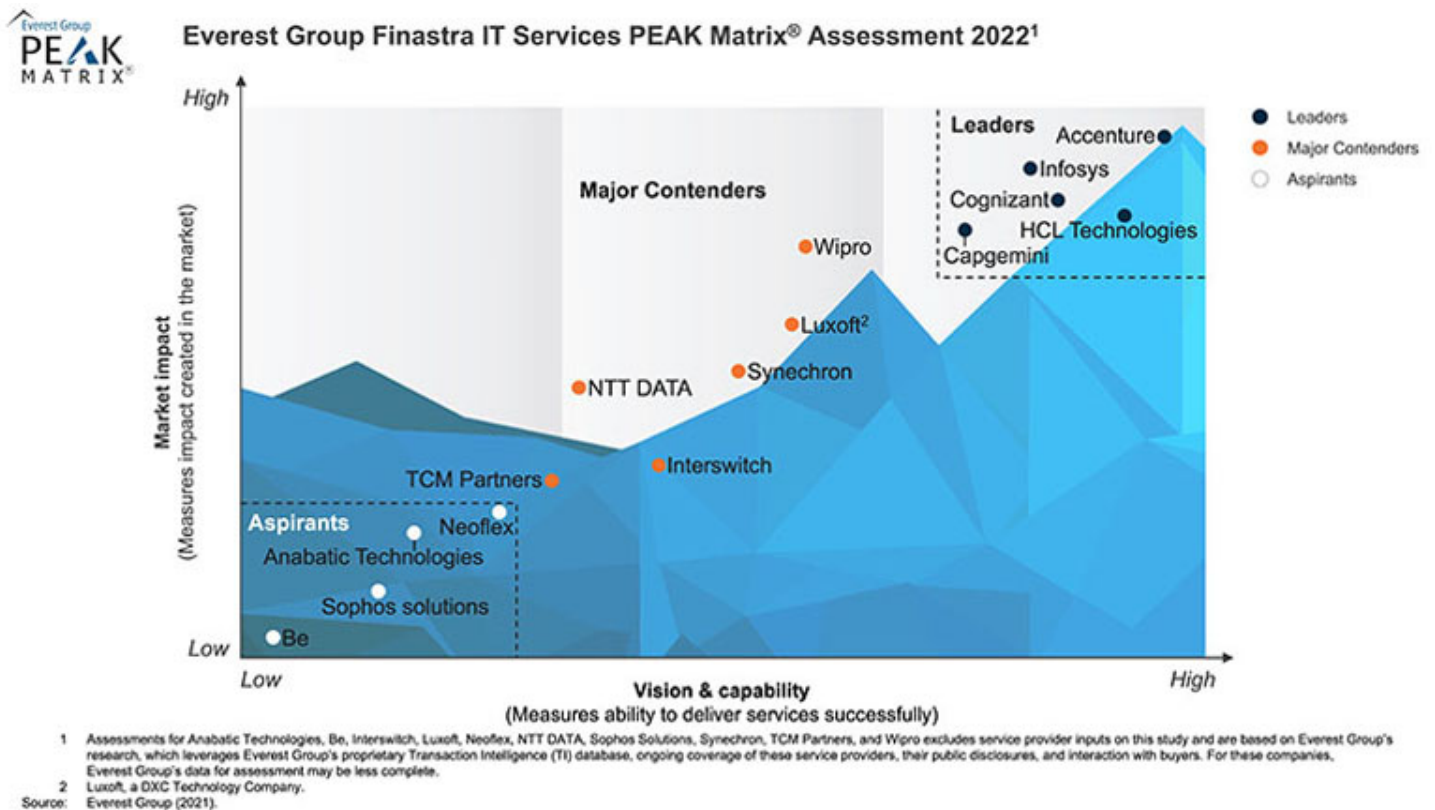 Everest Group
PEAK
MATRIX®
Everest Group Finastra IT Services PEAK Matrix® Assessment 2022¹
High
Leaders
Accenture
Infosys
Cognizant
HCL Technologies
Capgemini
Leaders
Major Contenders
Aspirants
Major Contenders
Wipro
Luxoft²
Synechron
NTT DATA
Interswitch
TCM Partners
Market impact
(Measures impact created in the market)
Aspirants
Neoflex
Anabatic Technologies
Sophos solutions
Be
Low
Low
High
Vision & capability
(Measures ability to deliver services successfully)
1 Assessments for Anabatic Technologies, Be, Interswitch, Luxoft, Neoflex, NTT DATA, Sophos Solutions, Synechron, TCM Partners, and Wipro excludes service provider inputs on this study and are based on Everest Group's
research, which leverages Everest Group's proprietary Transaction Intelligence (TI) database, ongoing coverage of these service providers, their public disclosures, and interaction with buyers. For these companies,
Everest Group's data for assessment may be less complete.
2 Luxoft, a DXC Technology Company.
Source: Everest Group (2021).